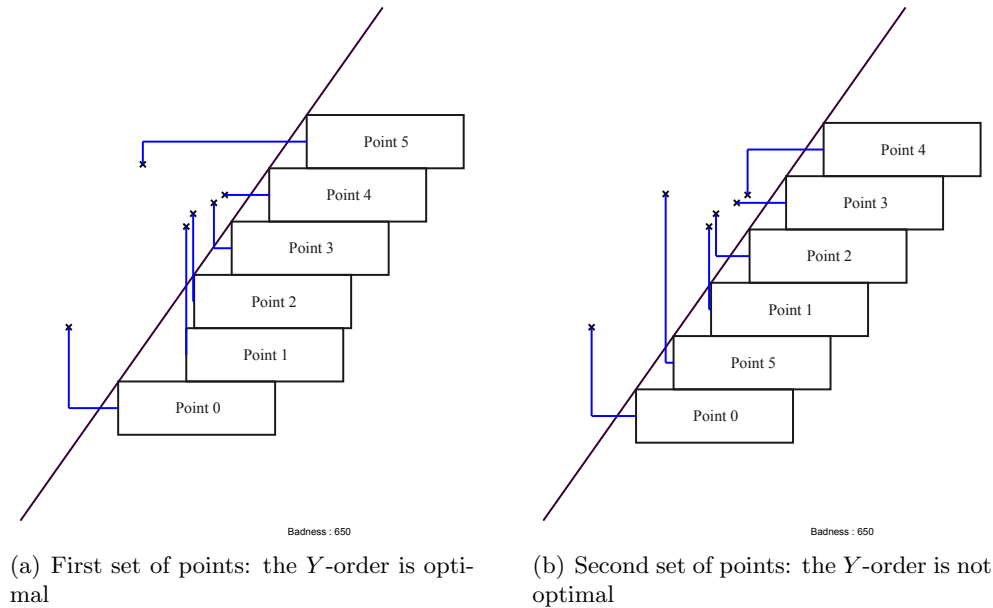 Point 5
Point 4
Point 3
Point 2
Point 1
Point 0
Badness : 650
(a) First set of points: the Y-order is opti-
mal
Point 4
Point 3
Point 2
Point 1
Point 5
Point 0
Badness : 650
(b) Second set of points: the Y-order is not
optimal